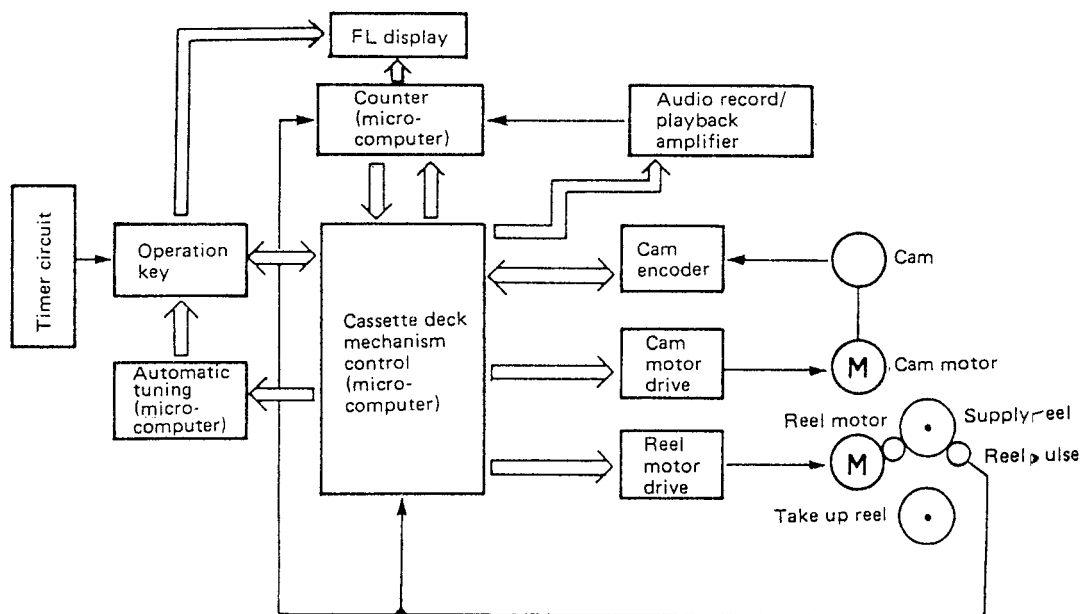 FL display
Counter
(micro-
computer)
Audio record/
playback
amplifier
Timer circuit
Operation
key
Cam
encoder
Cam
Cassette deck
mechanism
control
(micro-
computer)
Automatic
tuning
(micro-
computer)
Cam
motor
drive
M
Cam motor
Reel motor
Supply reel
M
Reel pulse
Reel
motor
drive
Take up reel